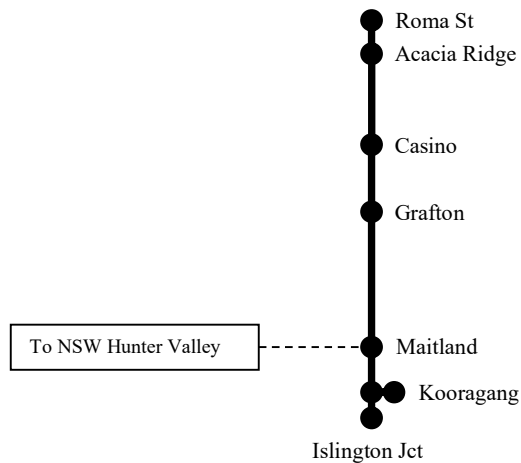 Roma St
Acacia Ridge
Casino
Grafton
To NSW Hunter Valley
Maitland
Kooragang
Islington Jct